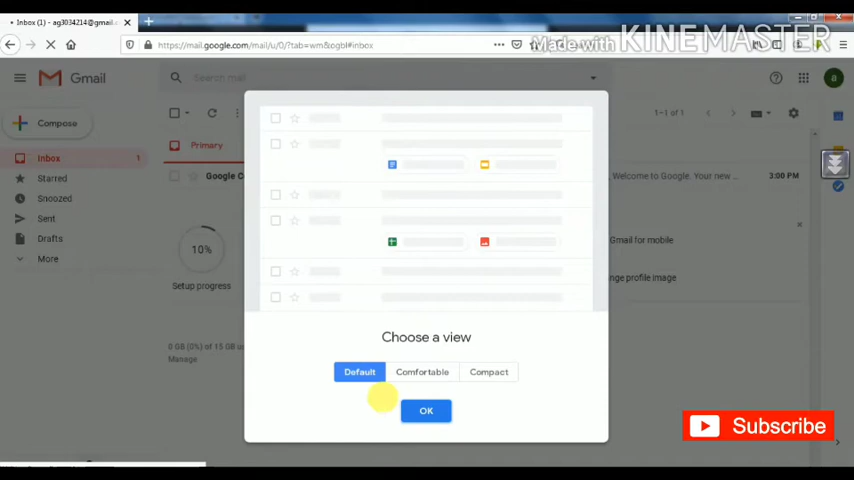 Inbox (1) - ag3034214@gmail.c
https://mail.google.com/mail/u/0/?tab=wm&ogbl#inbox
Made with KINEMASTER
Gmail
Search mail
a
Compose
1–1 of 1
Inbox 1
Primary
Starred
Google C
Welcome to Google. Your new
3:00 PM
Snoozed
Sent
Drafts
Gmail for mobile
More
10%
change profile image
Setup progress
Choose a view
0 GB (0%) of 15 GB us
Manage
Default
Comfortable
Compact
OK
Subscribe